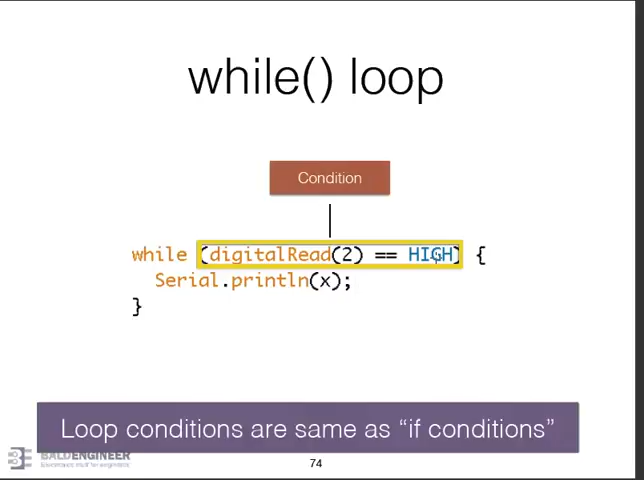 while() loop
Condition
while (digitalRead(2) == HIGH) {
Serial.println(x);
}
Loop conditions are same as “if conditions”
BALDENGINEER
74